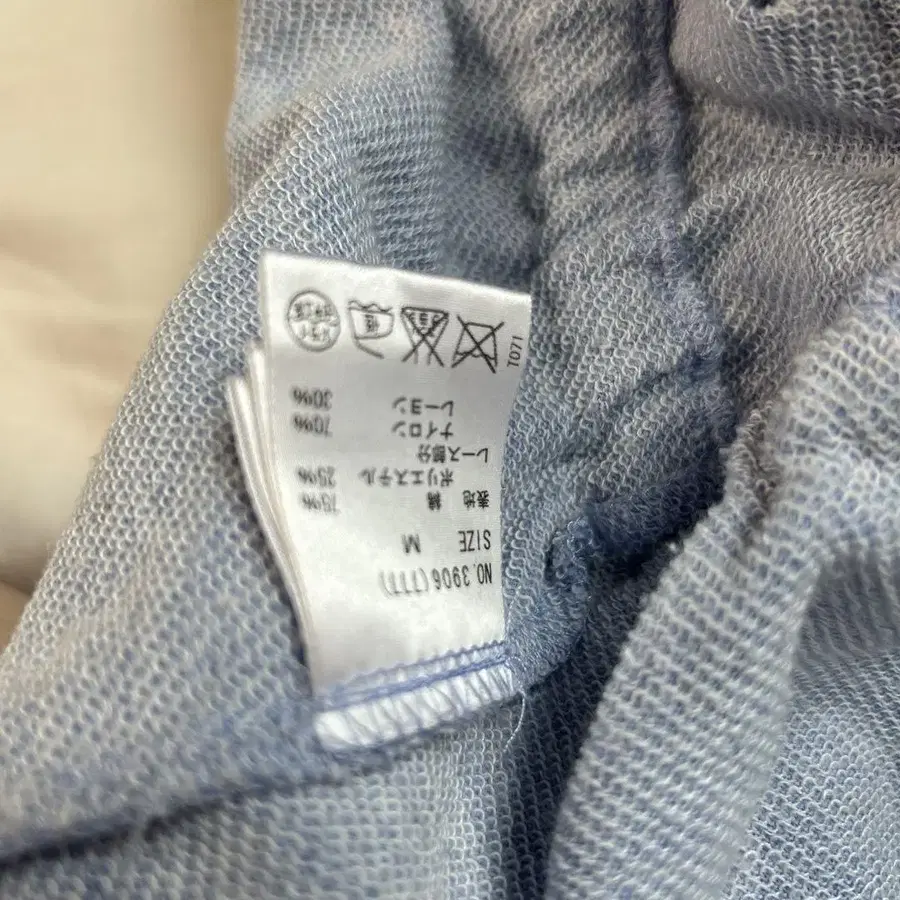 NO. 3906(777)
SIZE M
表地 綿 75%
ポリエステル 25%
レース部分
ナイロン 70%
レーヨン 30%
T071